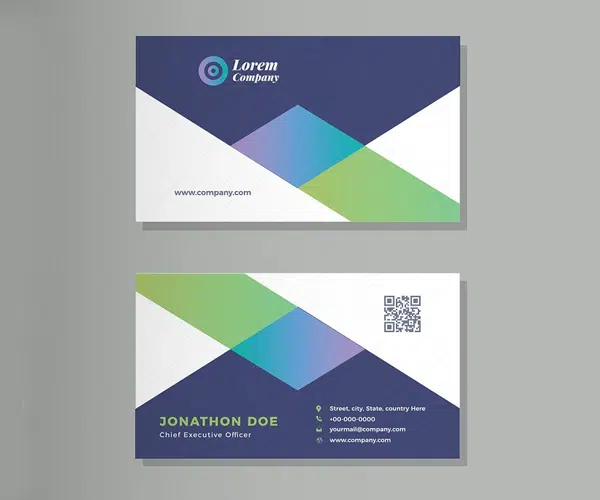 Lorem
Company
www.company.com
JONATHON DOE
Chief Executive Officer
Street, city, State, country Here
+00-000-0000
yourmail@company.com
www.company.com